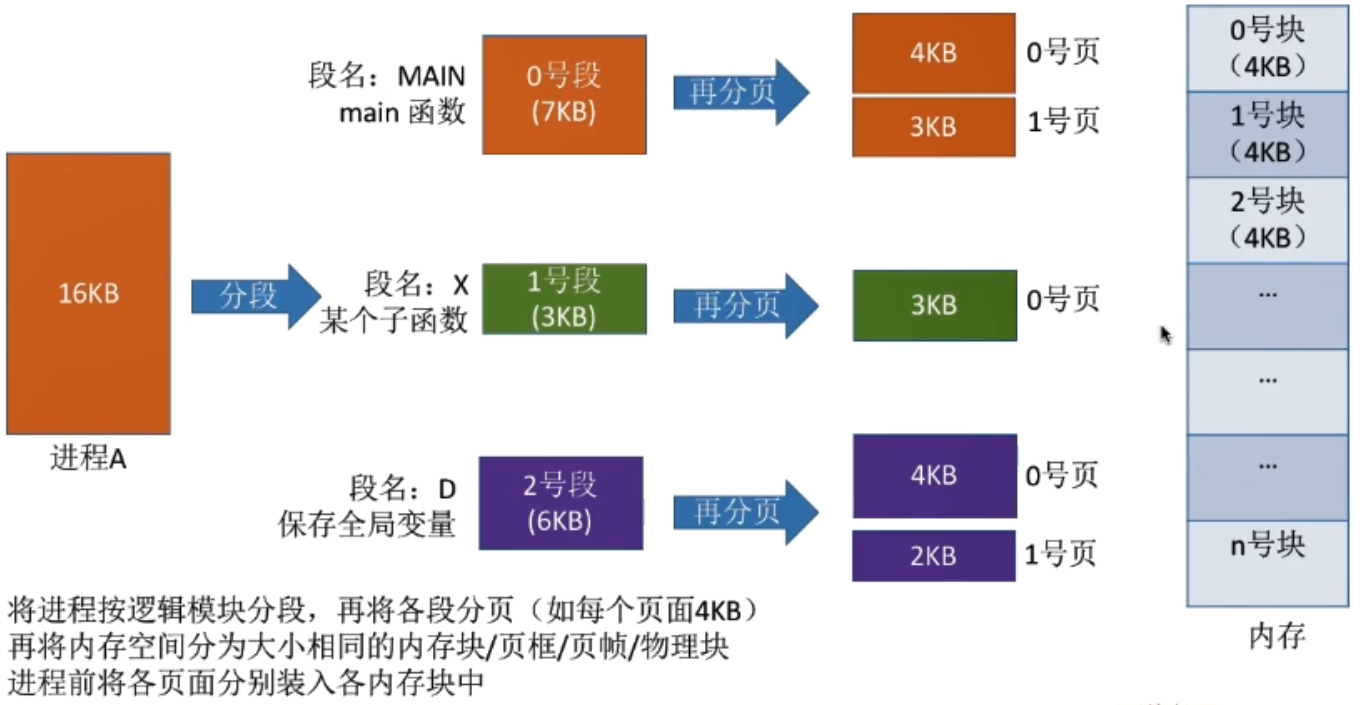 段名：MAIN
main 函数
0号段
(7KB)
再分页
4KB
0号页
3KB
1号页
16KB
进程A
分段
段名：X
某个子函数
1号段
(3KB)
再分页
3KB
0号页
段名：D
保存全局变量
2号段
(6KB)
再分页
4KB
0号页
2KB
1号页
0号块
（4KB）
1号块
（4KB）
2号块
（4KB）
...
...
...
n号块
内存
将进程按逻辑模块分段，再将各段分页（如每个页面4KB）
再将内存空间分为大小相同的内存块/页框/页帧/物理块
进程前将各页面分别装入各内存块中